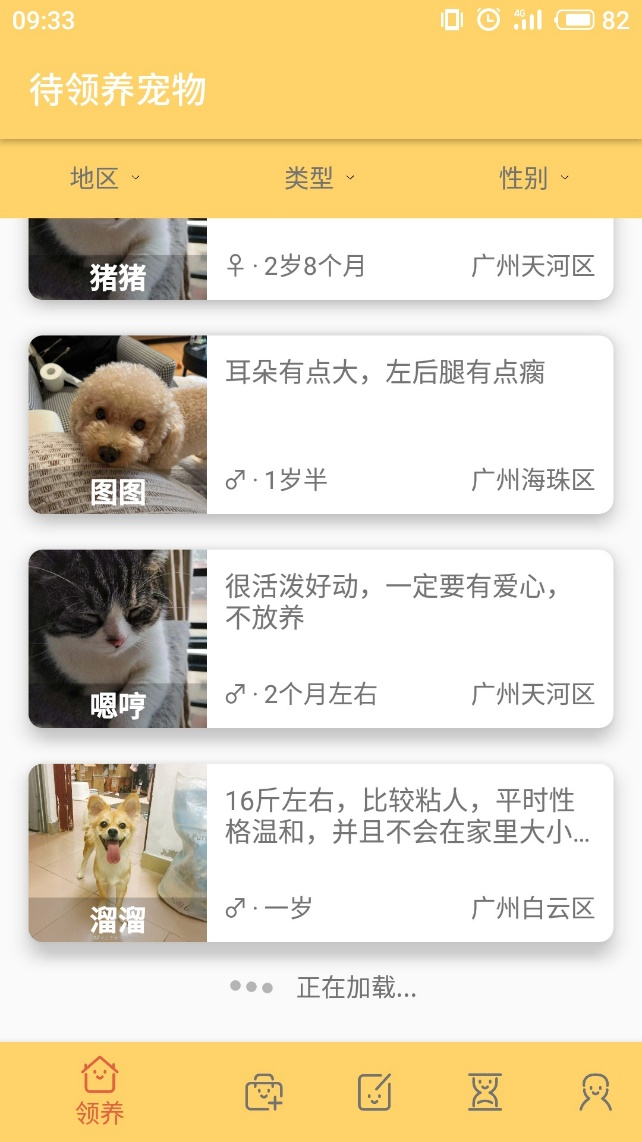 09:33
4G
82
待领养宠物
地区
类型
性别
猪猪
♀ · 2岁8个月
广州天河区
耳朵有点大，左后腿有点瘸
图图
♂ · 1岁半
广州海珠区
很活泼好动，一定要有爱心，
不放养
嗯哼
♂ · 2个月左右
广州天河区
16斤左右，比较粘人，平时性
格温和，并且不会在家里大小...
溜溜
♂ · 一岁
广州白云区
正在加载...
领养